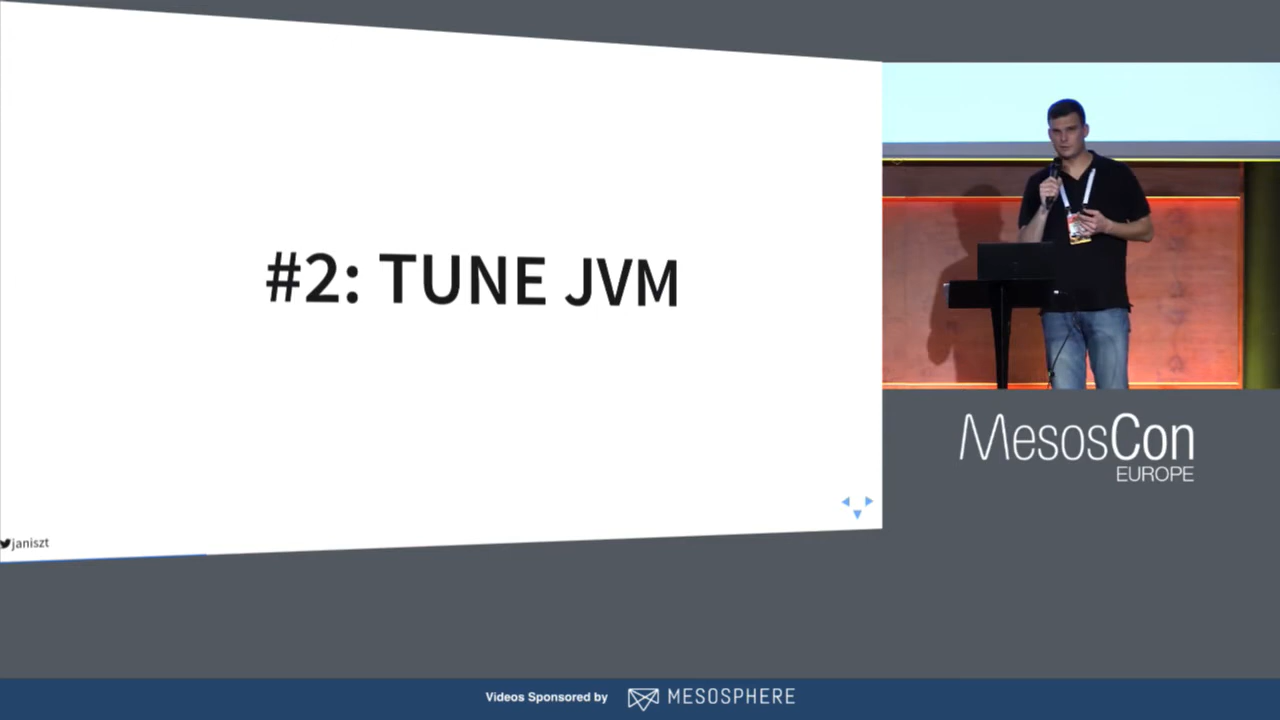 #2: TUNE JVM
janiszt
MesosCon
EUROPE
Videos Sponsored by MESOSPHERE